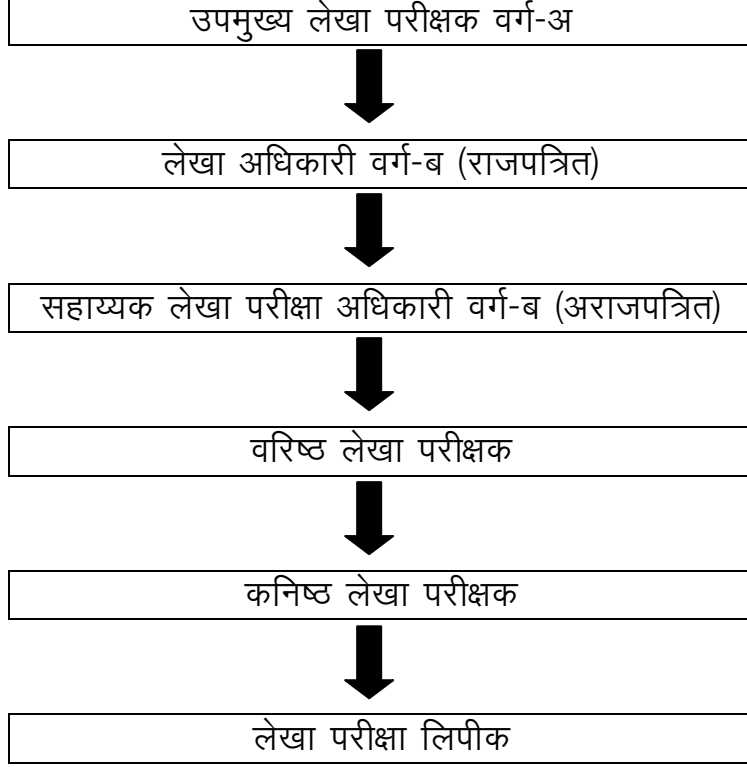 उपमुख्य लेखा परीक्षक वर्ग-अ
लेखा अधिकारी वर्ग-ब (राजपत्रित)
सहाय्यक लेखा परीक्षा अधिकारी वर्ग-ब (अराजपत्रित)
वरिष्ठ लेखा परीक्षक
कनिष्ठ लेखा परीक्षक
लेखा परीक्षा लिपीक